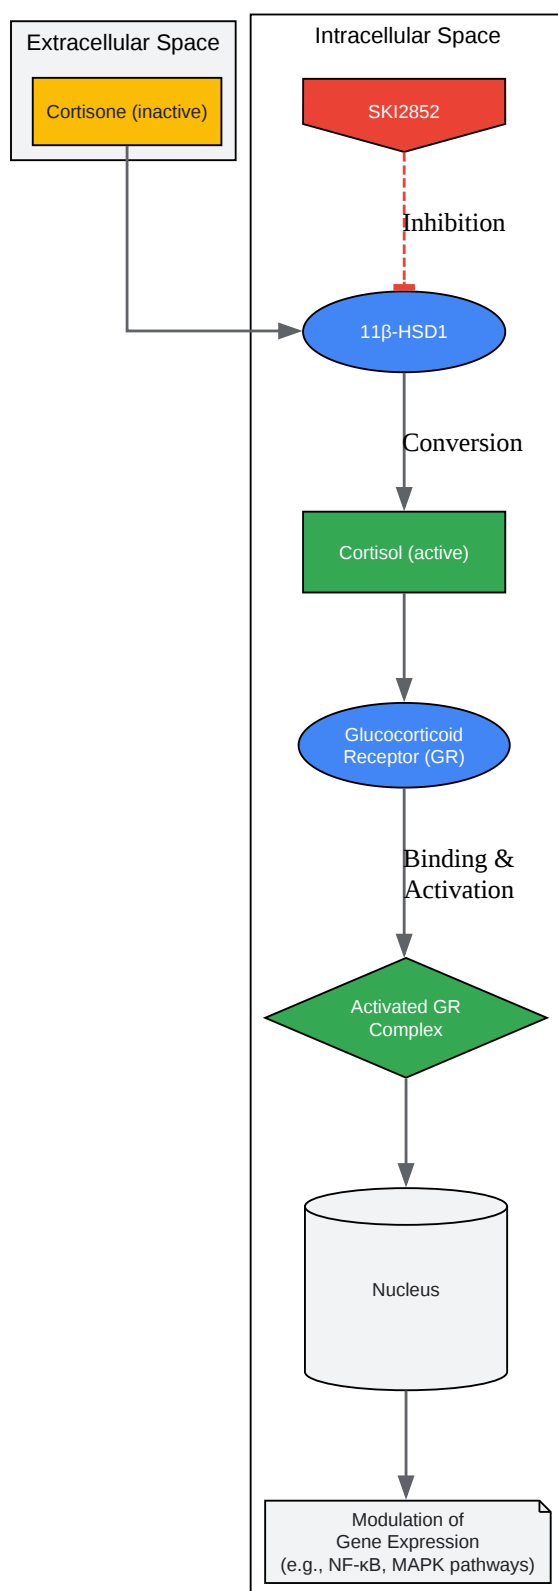 Extracellular Space
Cortisone (inactive)
Intracellular Space
SKI2852
Inhibition
11β-HSD1
Conversion
Cortisol (active)
Glucocorticoid
Receptor (GR)
Binding &
Activation
Activated GR
Complex
Nucleus
Modulation of
Gene Expression
(e.g., NF-κB, MAPK pathways)